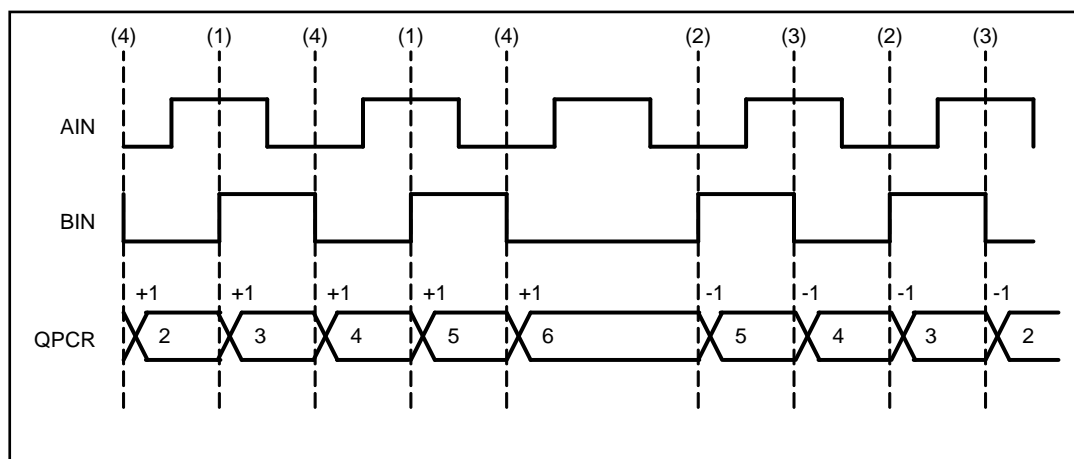 (4) (1) (4) (1) (4) (2) (3) (2) (3)
AIN
BIN
+1 +1 +1 +1 +1 -1 -1 -1 -1
QPCR 2 3 4 5 6 5 4 3 2